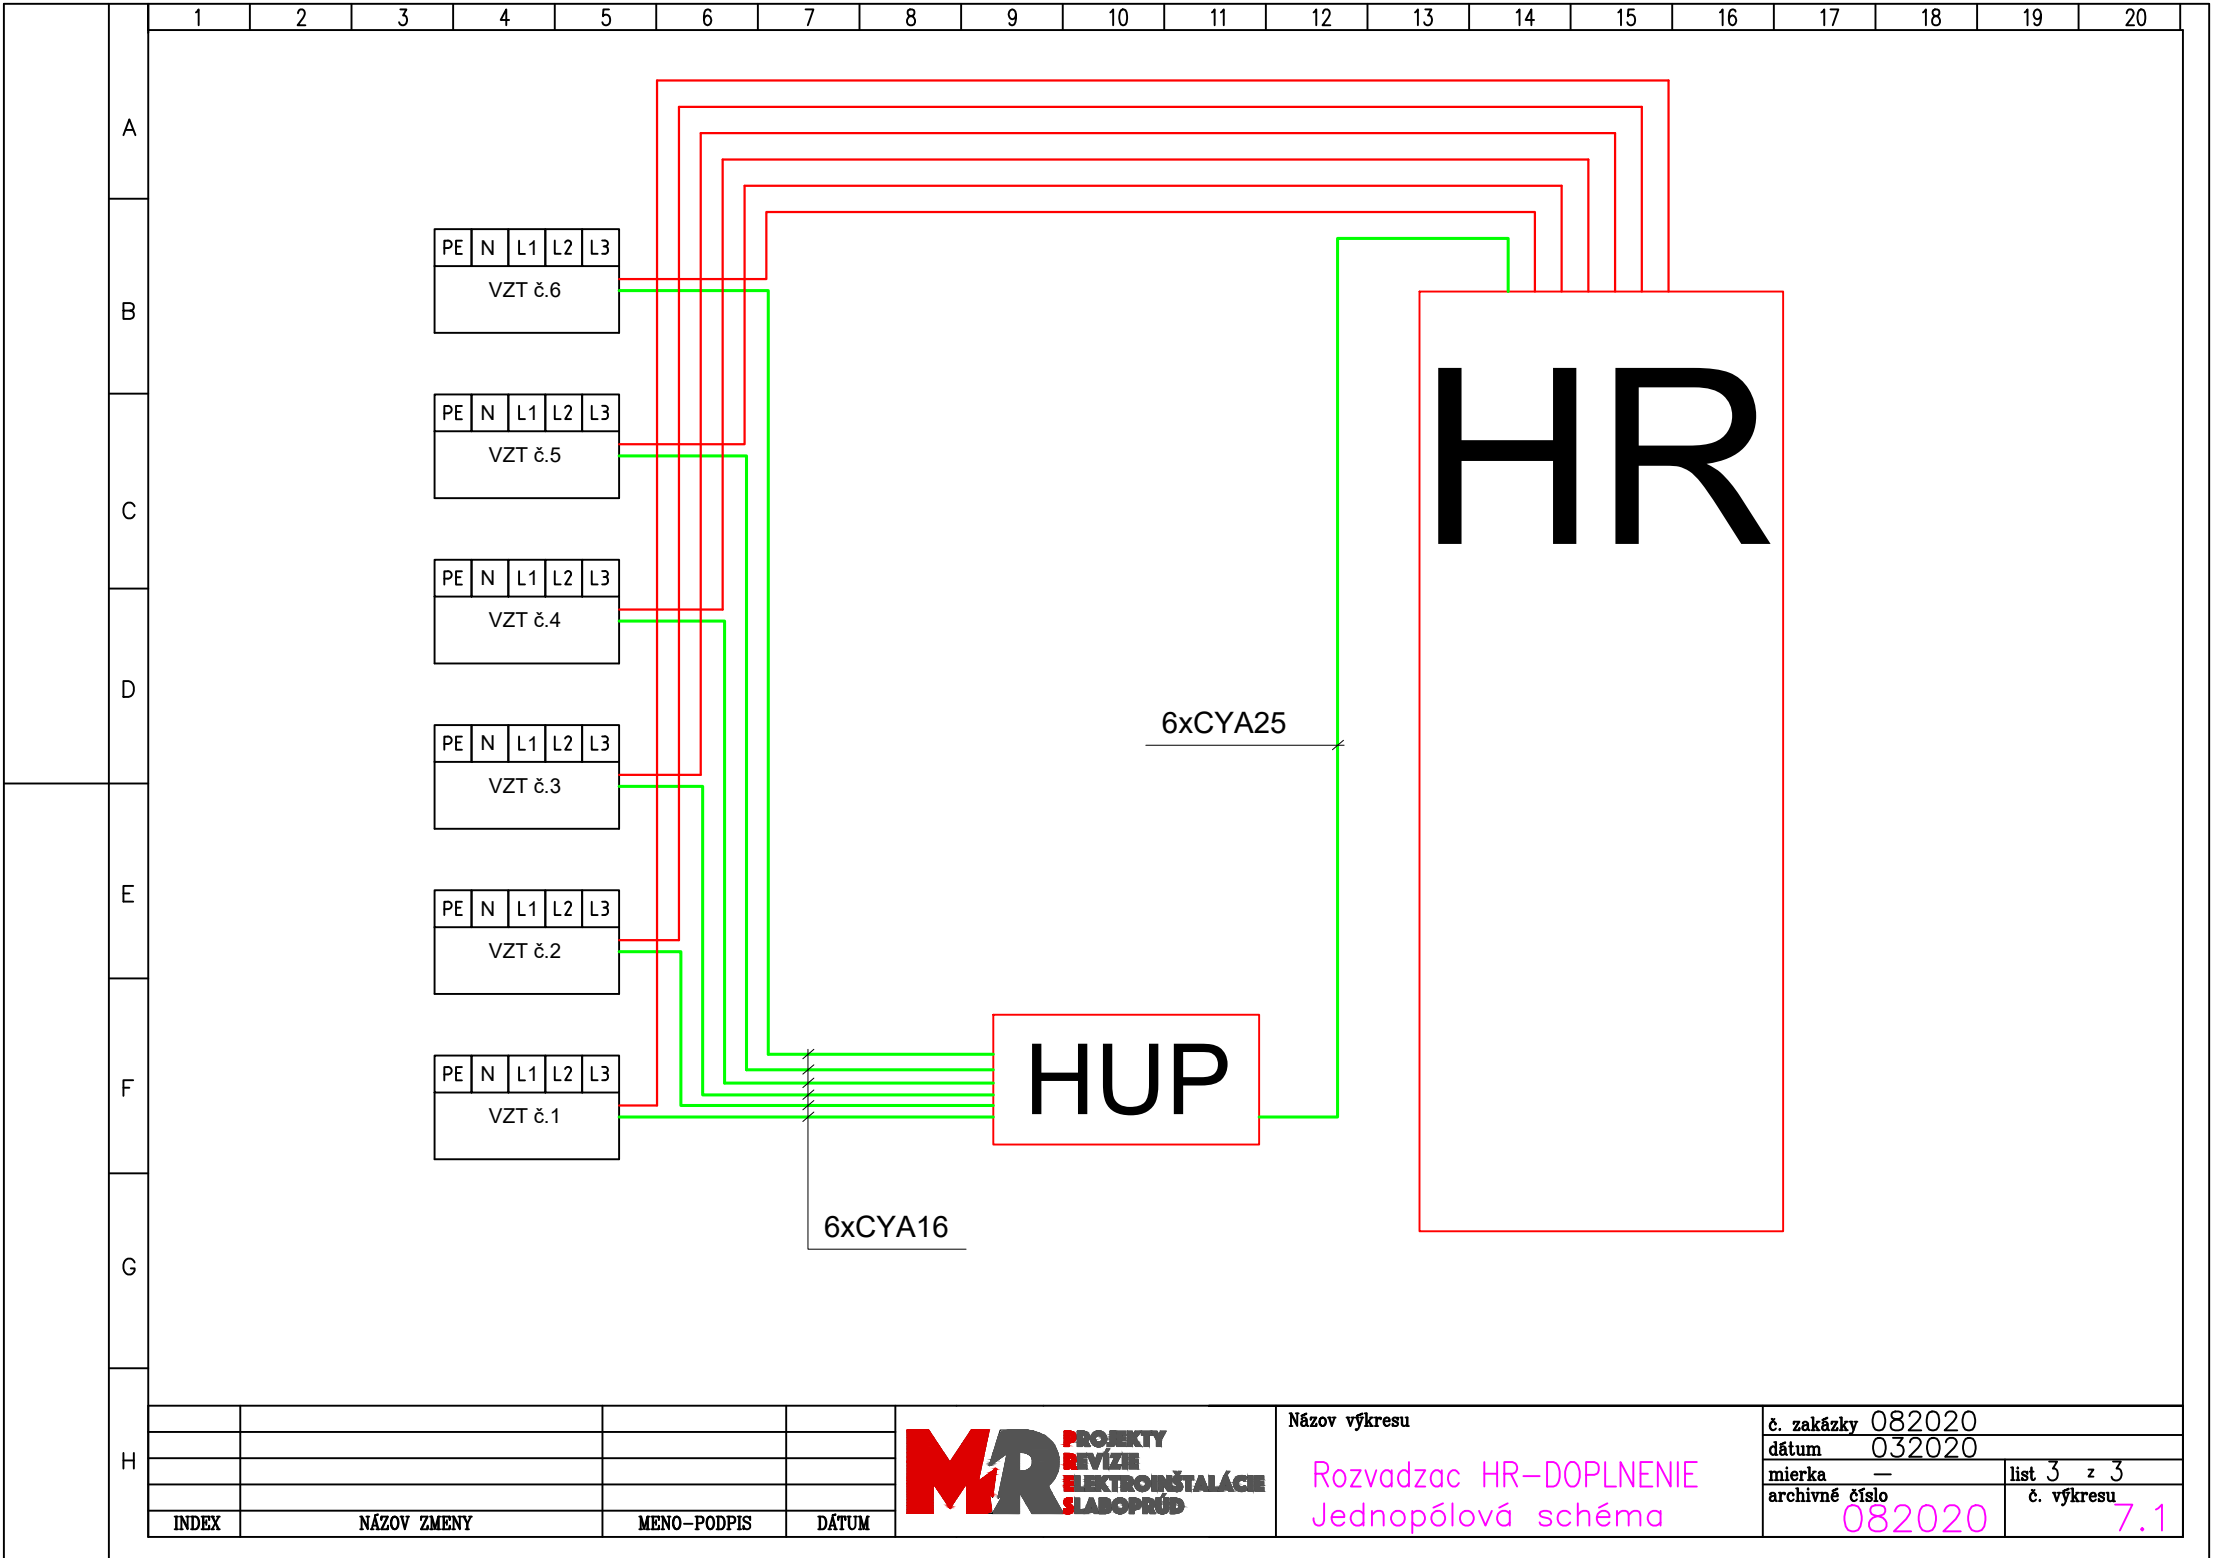 1 2 3 4 5 6 7 8 9 10 11 12 13 14 15 16 17 18 19 20
A
B
C
D
E
F
G
H
PE N L1 L2 L3
VZT č.6
PE N L1 L2 L3
VZT č.5
PE N L1 L2 L3
VZT č.4
PE N L1 L2 L3
VZT č.3
PE N L1 L2 L3
VZT č.2
PE N L1 L2 L3
VZT č.1
HR
6xCYA25
HUP
6xCYA16
INDEX NÁZOV ZMENY MENO-PODPIS DÁTUM
MR
PROJEKTY
REVÍZIE
ELEKTROINŠTALÁCIE
SLABOPRÚD
Názov výkresu
Rozvadzac HR-DOPLNENIE
Jednopólová schéma
č. zakázky 082020
dátum 032020
mierka —
list 3 z 3
archivné číslo
082020
č. výkresu
7.1